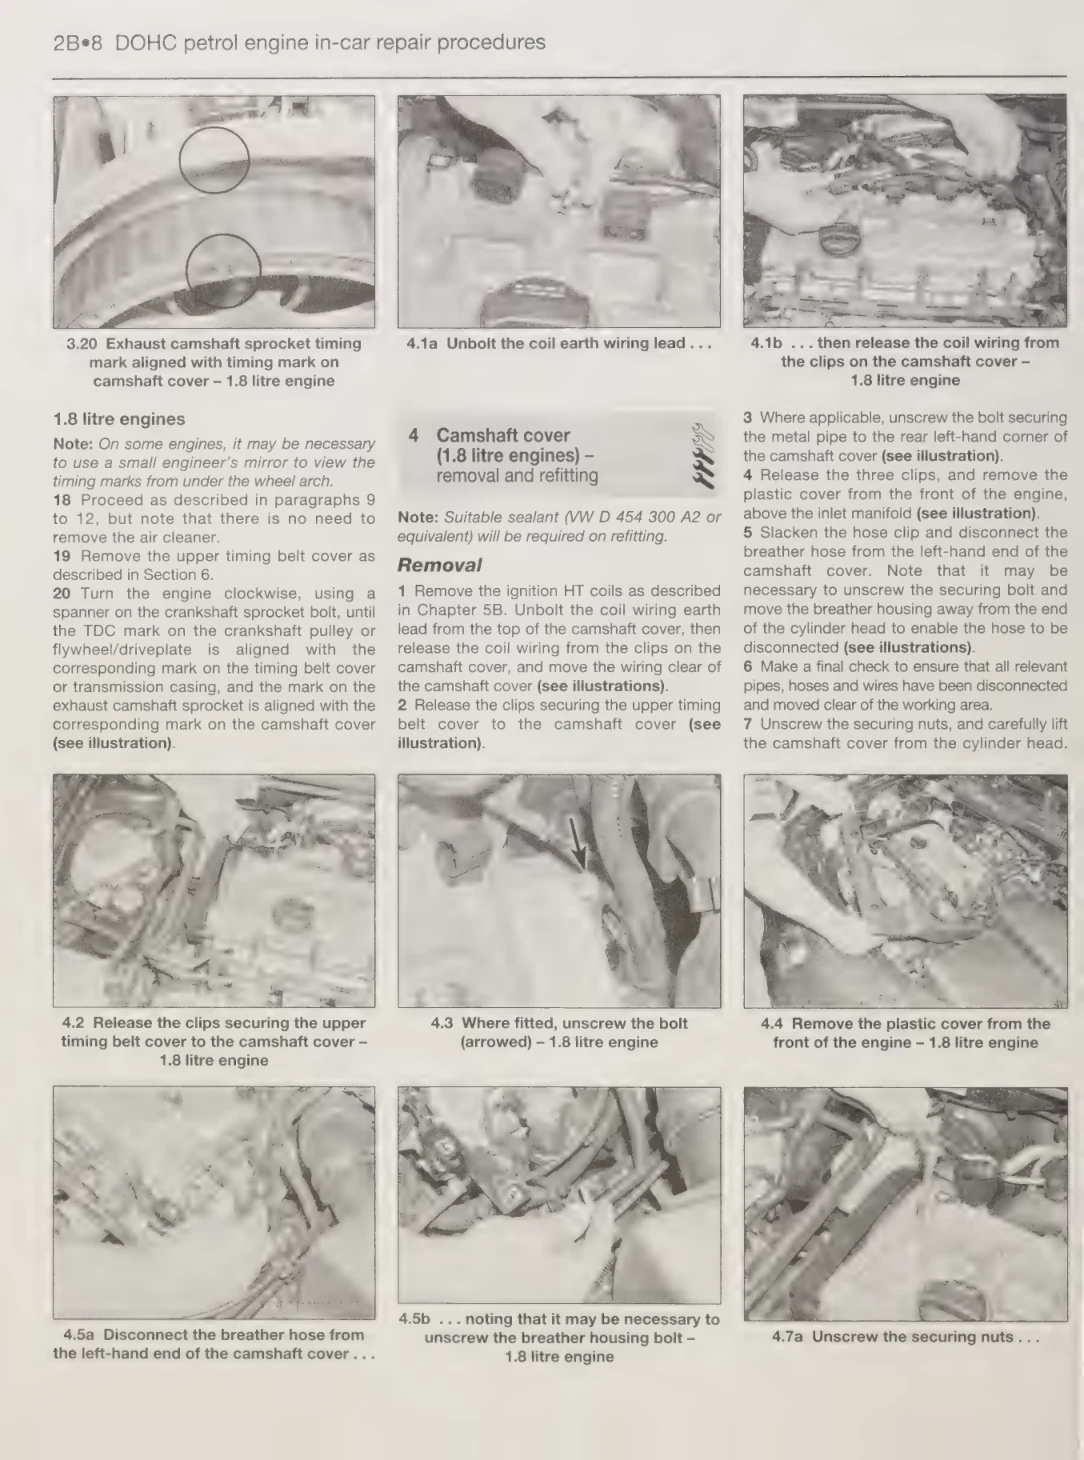 2B•8 DOHC petrol engine in-car repair procedures
3.20 Exhaust camshaft sprocket timing
mark aligned with timing mark on
camshaft cover – 1.8 litre engine
4.1a Unbolt the coil earth wiring lead . . .
4.1b . . . then release the coil wiring from
the clips on the camshaft cover –
1.8 litre engine
1.8 litre engines
Note: On some engines, it may be necessary
to use a small engineer's mirror to view the
timing marks from under the wheel arch.
18 Proceed as described in paragraphs 9
to 12, but note that there is no need to
remove the air cleaner.
19 Remove the upper timing belt cover as
described in Section 6.
20 Turn the engine clockwise, using a
spanner on the crankshaft sprocket bolt, until
the TDC mark on the crankshaft pulley or
flywheel/driveplate is aligned with the
corresponding mark on the timing belt cover
or transmission casing, and the mark on the
exhaust camshaft sprocket is aligned with the
corresponding mark on the camshaft cover
(see illustration).
4 Camshaft cover
(1.8 litre engines) –
removal and refitting
Note: Suitable sealant (VW D 454 300 A2 or
equivalent) will be required on refitting.
Removal
1 Remove the ignition HT coils as described
in Chapter 5B. Unbolt the coil wiring earth
lead from the top of the camshaft cover, then
release the coil wiring from the clips on the
camshaft cover, and move the wiring clear of
the camshaft cover (see illustrations).
2 Release the clips securing the upper timing
belt cover to the camshaft cover (see
illustration).
3 Where applicable, unscrew the bolt securing
the metal pipe to the rear left-hand corner of
the camshaft cover (see illustration).
4 Release the three clips, and remove the
plastic cover from the front of the engine,
above the inlet manifold (see illustration).
5 Slacken the hose clip and disconnect the
breather hose from the left-hand end of the
camshaft cover. Note that it may be
necessary to unscrew the securing bolt and
move the breather housing away from the end
of the cylinder head to enable the hose to be
disconnected (see illustrations).
6 Make a final check to ensure that all relevant
pipes, hoses and wires have been disconnected
and moved clear of the working area.
7 Unscrew the securing nuts, and carefully lift
the camshaft cover from the cylinder head.
4.2 Release the clips securing the upper
timing belt cover to the camshaft cover –
1.8 litre engine
4.3 Where fitted, unscrew the bolt
(arrowed) – 1.8 litre engine
4.4 Remove the plastic cover from the
front of the engine – 1.8 litre engine
4.5a Disconnect the breather hose from
the left-hand end of the camshaft cover . . .
4.5b . . . noting that it may be necessary to
unscrew the breather housing bolt –
1.8 litre engine
4.7a Unscrew the securing nuts . . .